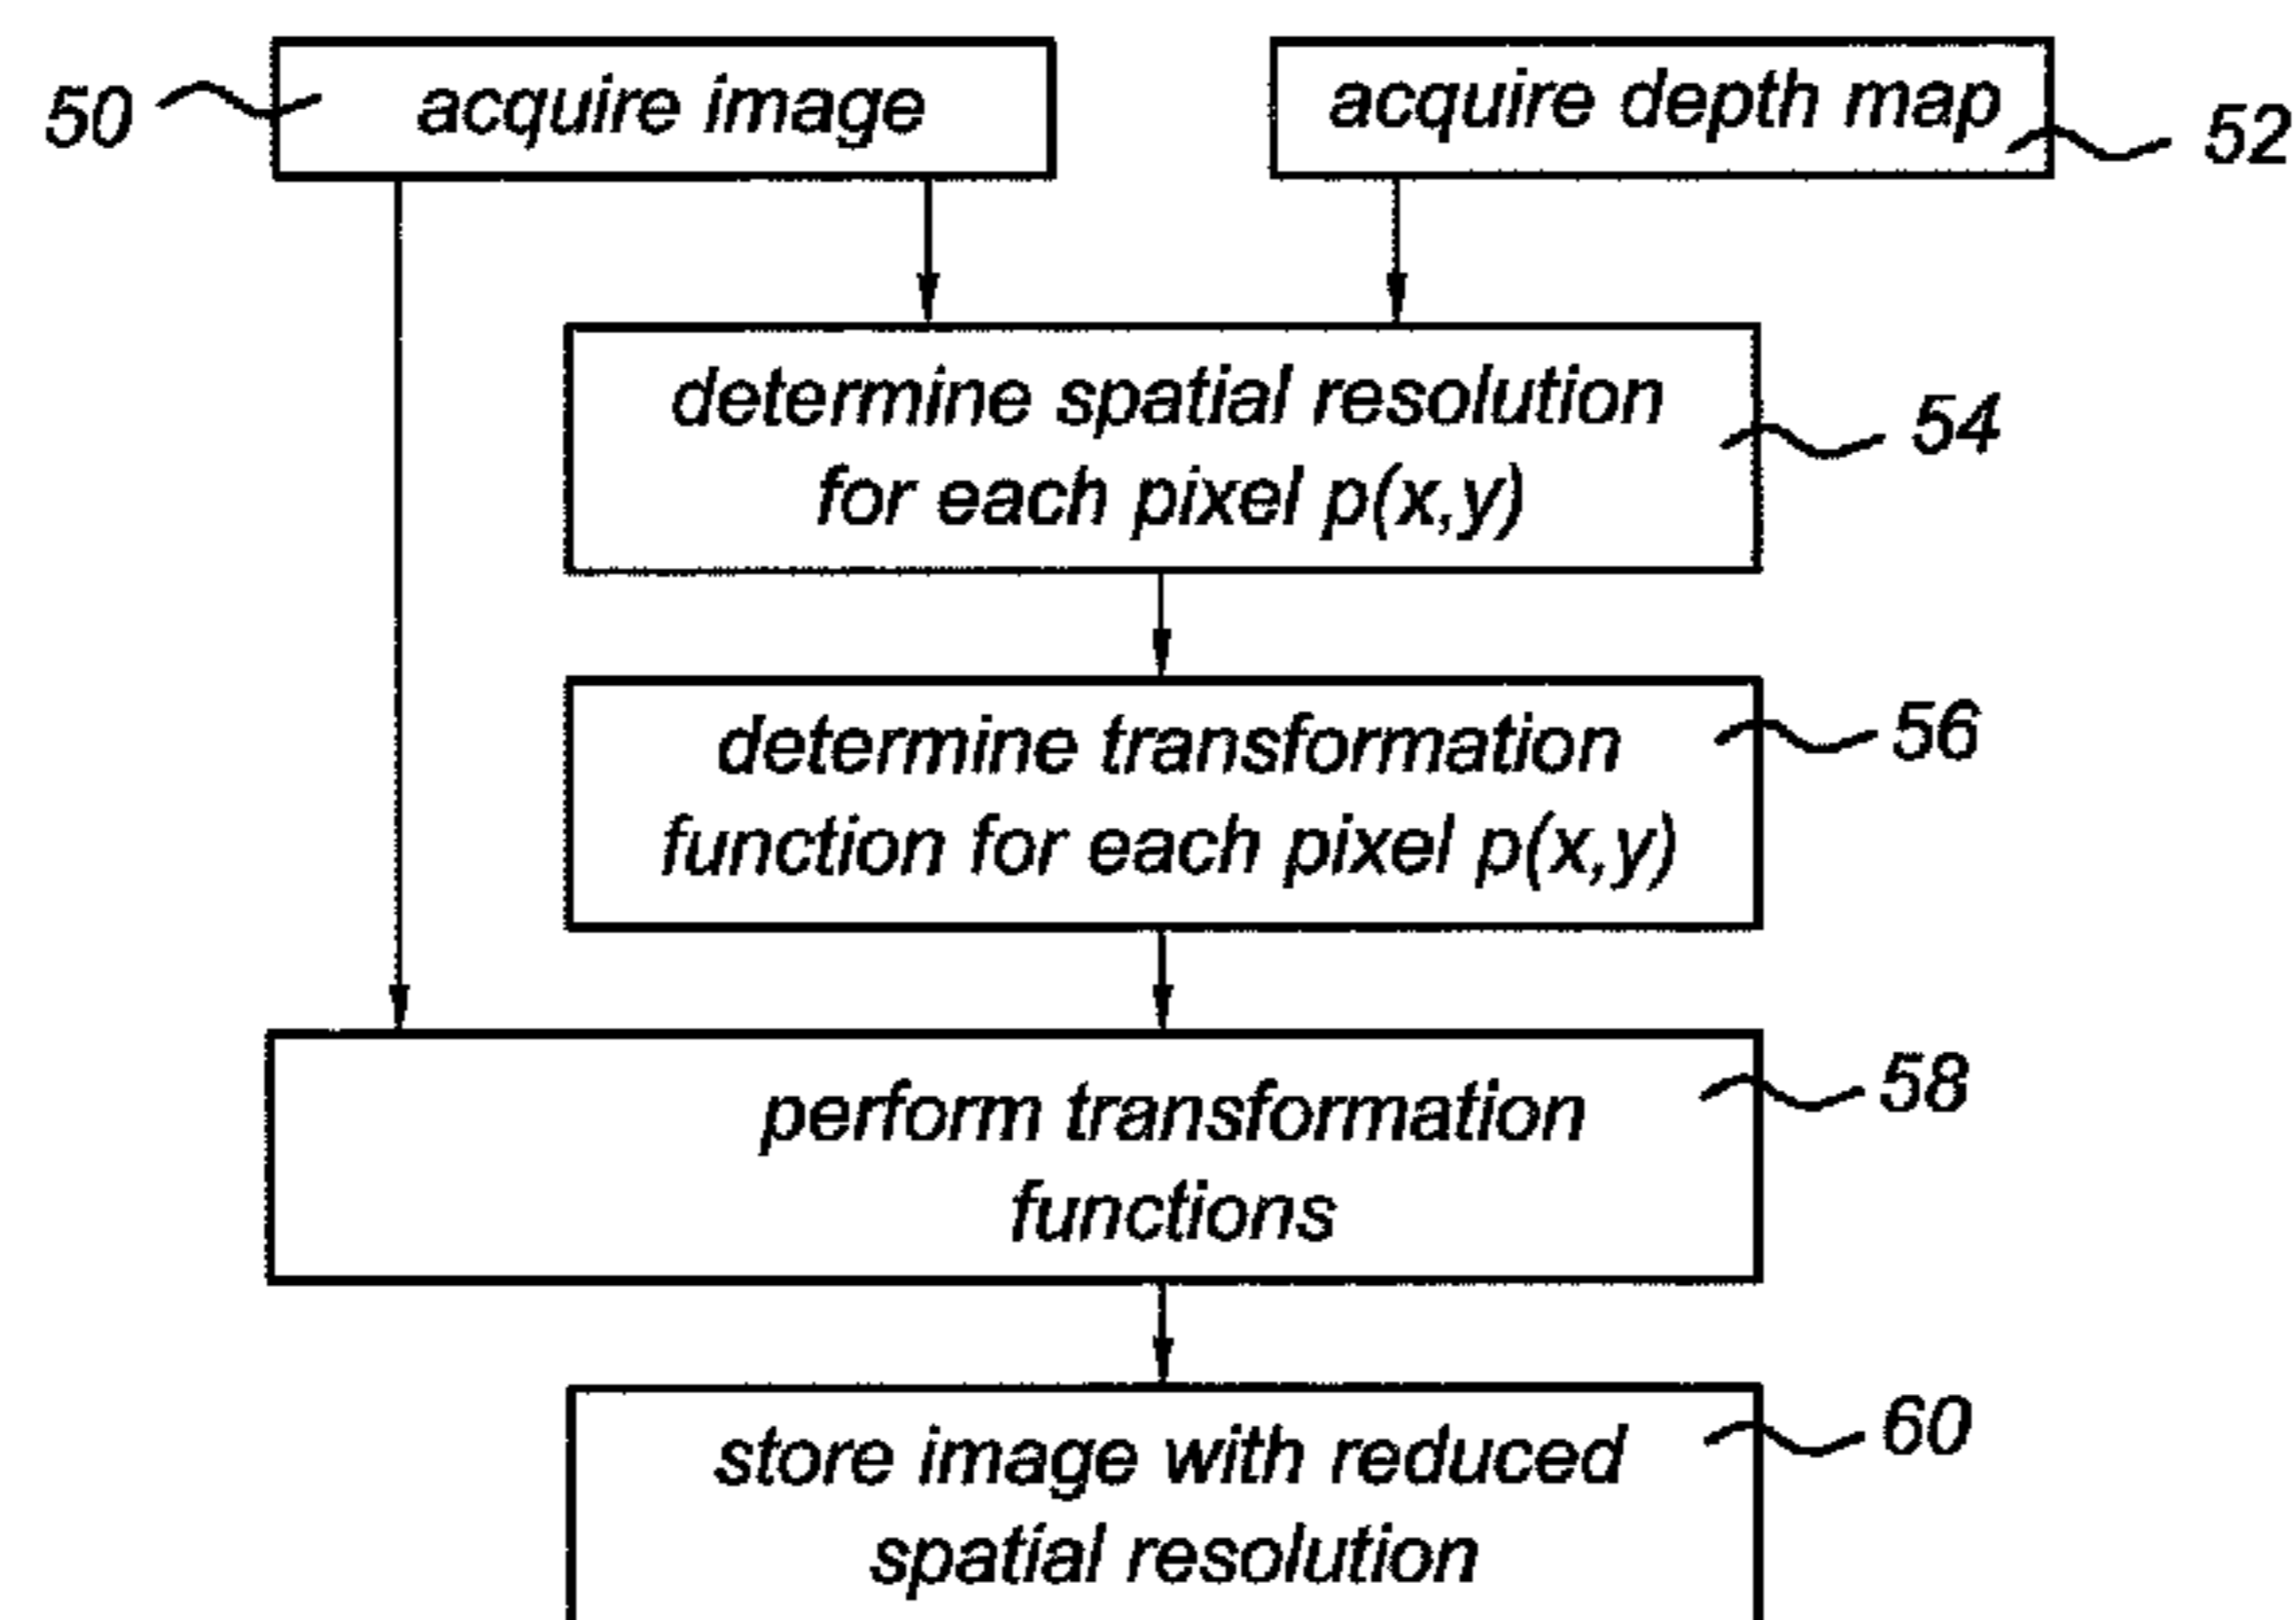 50
acquire image
acquire depth map
52
determine spatial resolution
for each pixel p(x,y)
54
determine transformation
function for each pixel p(x,y)
56
perform transformation
functions
58
store image with reduced
spatial resolution
60